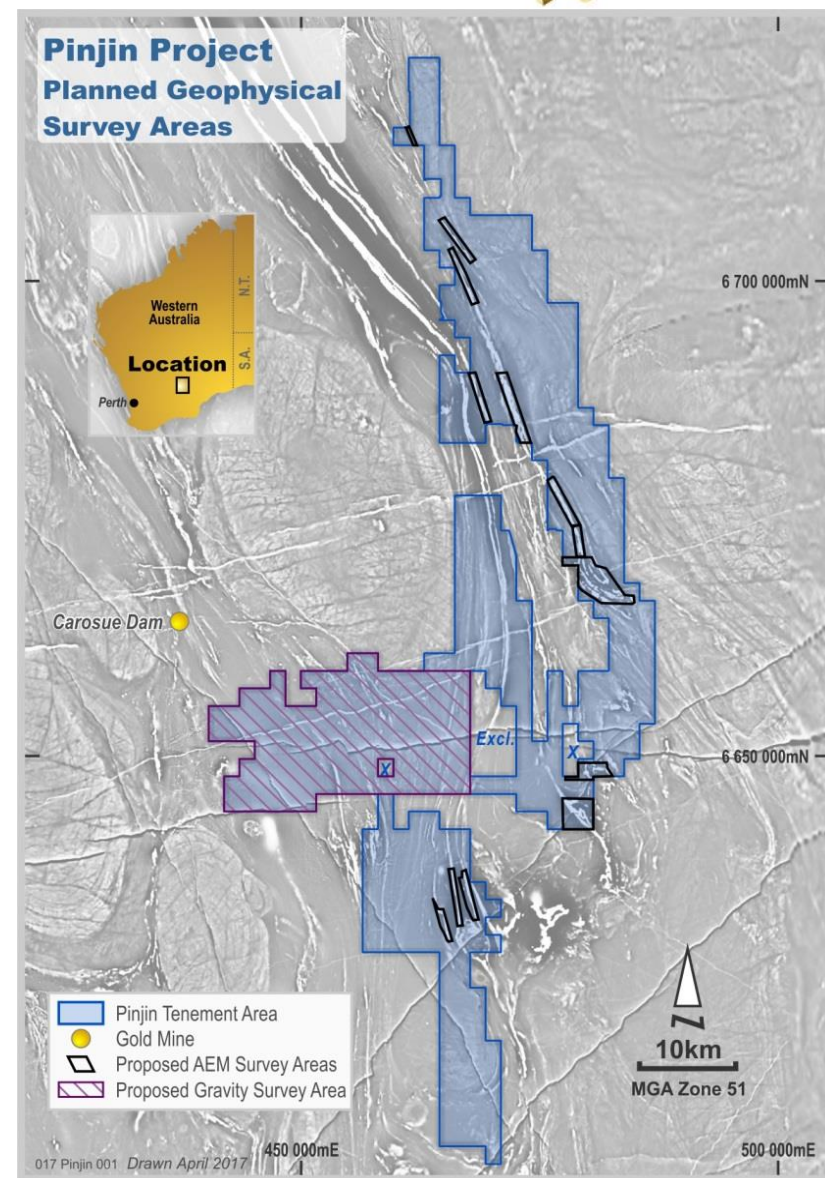 Pinjin Project
Planned Geophysical
Survey Areas
N.T.
Western
Australia
S.A.
Location
Perth
6 700 000mN
Carosue Dam
Excl.
X
X
6 650 000mN
Pinjin Tenement Area
Gold Mine
Proposed AEM Survey Areas
Proposed Gravity Survey Area
N
10km
MGA Zone 51
450 000mE
500 000mE
017 Pinjin 001 Drawn April 2017